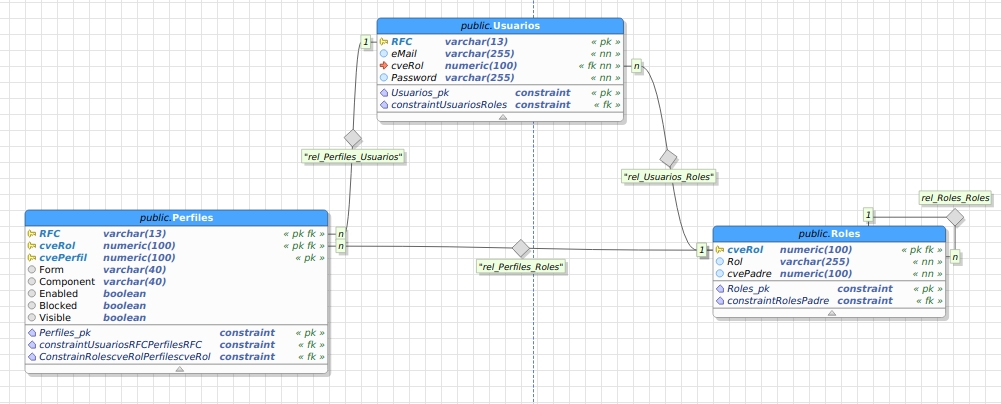 public.Usuarios
RFC varchar(13) « pk »
eMail varchar(255) « nn »
cveRol numeric(100) « fk nn »
Password varchar(255) « nn »
Usuarios_pk constraint « pk »
constraintUsuariosRoles constraint « fk »
1
n
"rel_Perfiles_Usuarios"
"rel_Usuarios_Roles"
rel_Roles_Roles
1
n
public.Perfiles
RFC varchar(13) « pk fk »
cveRol numeric(100) « pk fk »
cvePerfil numeric(100) « pk »
Form varchar(40)
Component varchar(40)
Enabled boolean
Blocked boolean
Visible boolean
Perfiles_pk constraint « pk »
constraintUsuariosRFCPerfilesRFC constraint « fk »
ConstrainRolescveRolPerfilescveRol constraint « fk »
n
n
"rel_Perfiles_Roles"
1
public.Roles
cveRol numeric(100) « pk fk »
Rol varchar(255) « nn »
cvePadre numeric(100) « nn »
Roles_pk constraint « pk »
constraintRolesPadre constraint « fk »